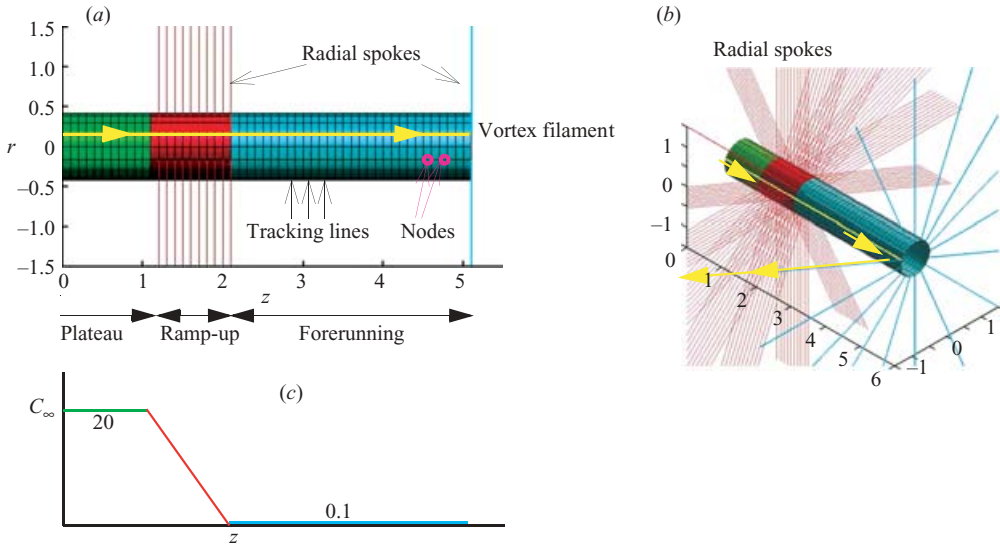 (a)
1.5
1.0
0.5
0
−0.5
−1.0
−1.5
r
Radial spokes
Vortex filament
Tracking lines
Nodes
0
1
2
3
4
5
z
Plateau
Ramp-up
Forerunning
(b)
Radial spokes
1
0
−1
0
1
2
3
4
5
6
−1
0
1
(c)
C∞
20
0.1
z